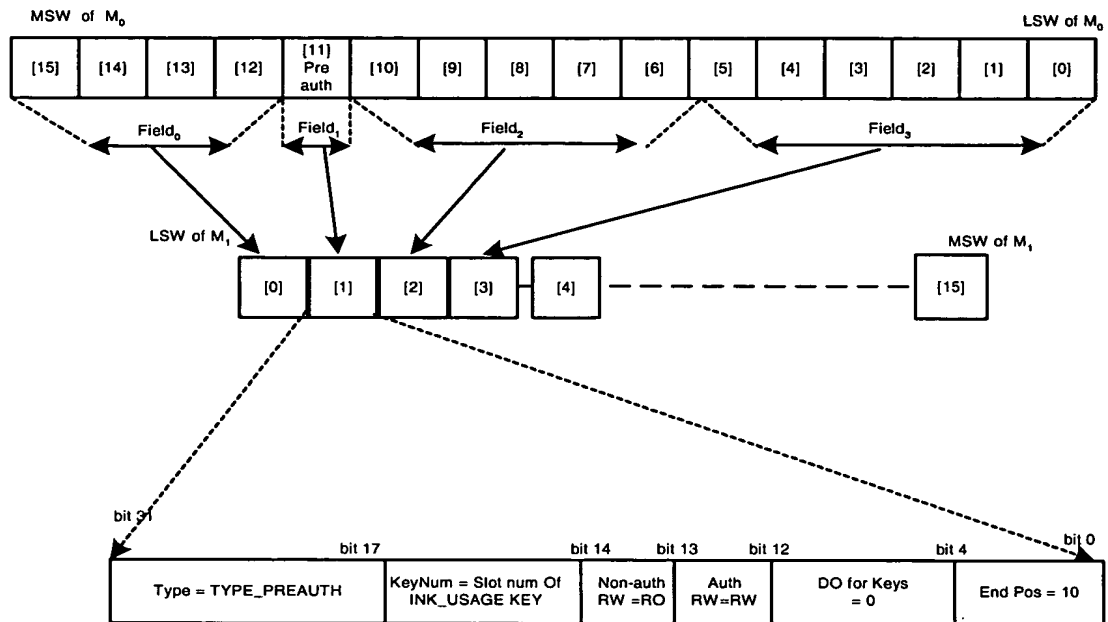 MSW of M0
LSW of M0
[15] [14] [13] [12] [11] Pre auth [10] [9] [8] [7] [6] [5] [4] [3] [2] [1] [0]
Field0 Field1 Field2 Field3
LSW of M1
MSW of M1
[0] [1] [2] [3] [4] [15]
bit 31
bit 17 bit 14 bit 13 bit 12 bit 4 bit 0
Type = TYPE_PREAUTH
KeyNum = Slot num Of
INK_USAGE KEY
Non-auth
RW =RO
Auth
RW=RW
DO for Keys
= 0
End Pos = 10